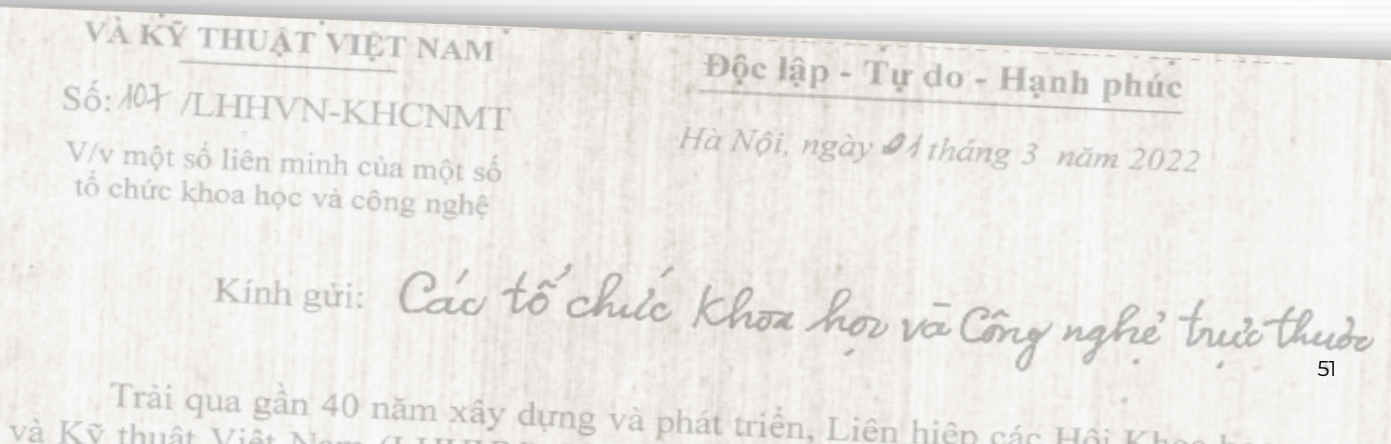 VÀ KỸ THUẬT VIỆT NAM
Độc lập - Tự do - Hạnh phúc
Số: 107 /LHHVN-KHCNMT
Hà Nội, ngày 01 tháng 3 năm 2022
V/v một số liên minh của một số
tổ chức khoa học và công nghệ
Kính gửi: Các tổ chức Khoa học và Công nghệ trực thuộc
51
Trải qua gần 40 năm xây dựng và phát triển, Liên hiệp các Hội Khoa
và Kỹ thuật Việt Nam